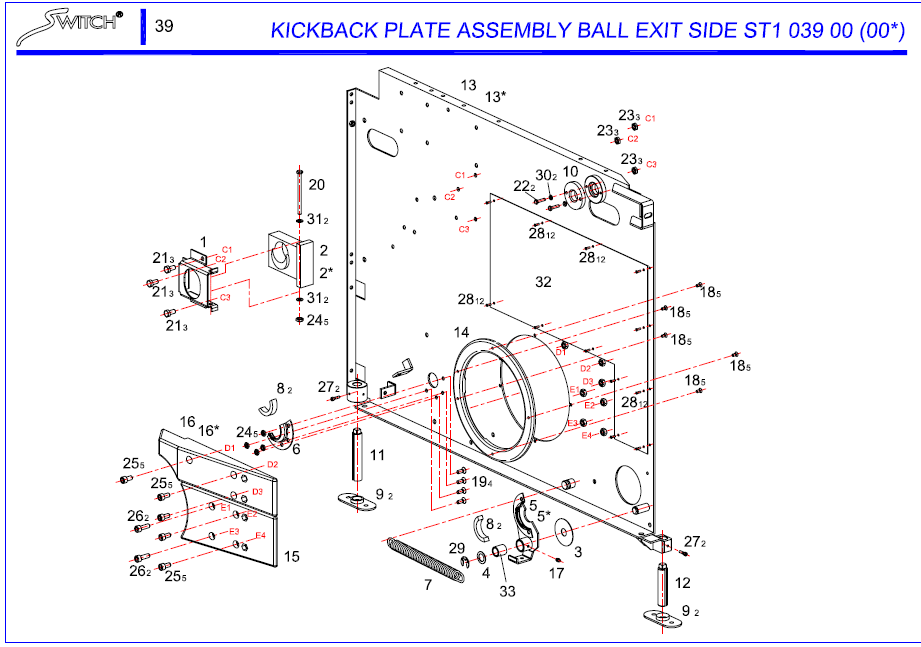 SWITCH®
39
KICKBACK PLATE ASSEMBLY BALL EXIT SIDE ST1 039 00 (00*)
13
13*
23₃ C1
23₃ C2
23₃ C3
10
30₂
22₂
20
31₂
C1
C2
C3
28₁₂
28₁₂
1
C1
C2
21₃
21₃
C3
21₃
2
2*
31₂
24₅
32
28₁₂
18₅
18₅
18₅
18₅
18₅
14
D1
D2
D3
E1
E2
E3
E4
28₁₂
8₂
27₂
24₅
6
16
16*
D1
D2
D3
E1
E2
E3
E4
25₅
25₅
26₂
26₂
25₅
15
11
9₂
19₄
5
5*
8₂
29
7
4
33
17
3
27₂
12
9₂